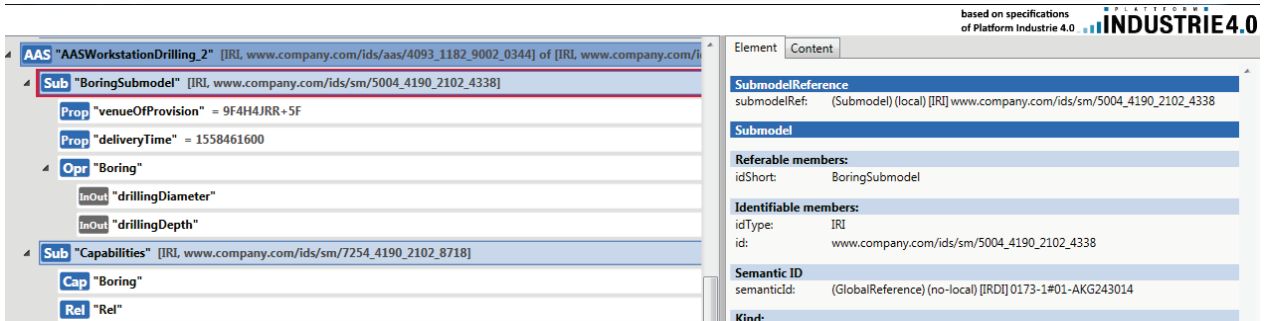 based on specifications
of Platform Industrie 4.0
PLATTFORM
INDUSTRIE4.0
AAS "AASWorkstationDrilling_2" [IRI, www.company.com/ids/aas/4093_1182_9002_0344] of [IRI, www.company.com/i
Sub "BoringSubmodel" [IRI, www.company.com/ids/sm/5004_4190_2102_4338]
Prop "venueOfProvision" = 9F4H4JRR+5F
Prop "deliveryTime" = 1558461600
Opr "Boring"
InOut "drillingDiameter"
InOut "drillingDepth"
Sub "Capabilities" [IRI, www.company.com/ids/sm/7254_4190_2102_8718]
Cap "Boring"
Rel "Rel"
Element Content
SubmodelReference
submodelRef: (Submodel) (local) [IRI] www.company.com/ids/sm/5004_4190_2102_4338
Submodel
Referable members:
idShort: BoringSubmodel
Identifiable members:
idType: IRI
id: www.company.com/ids/sm/5004_4190_2102_4338
Semantic ID
semanticId: (GlobalReference) (no-local) [IRDI] 0173-1#01-AKG243014
Kind: